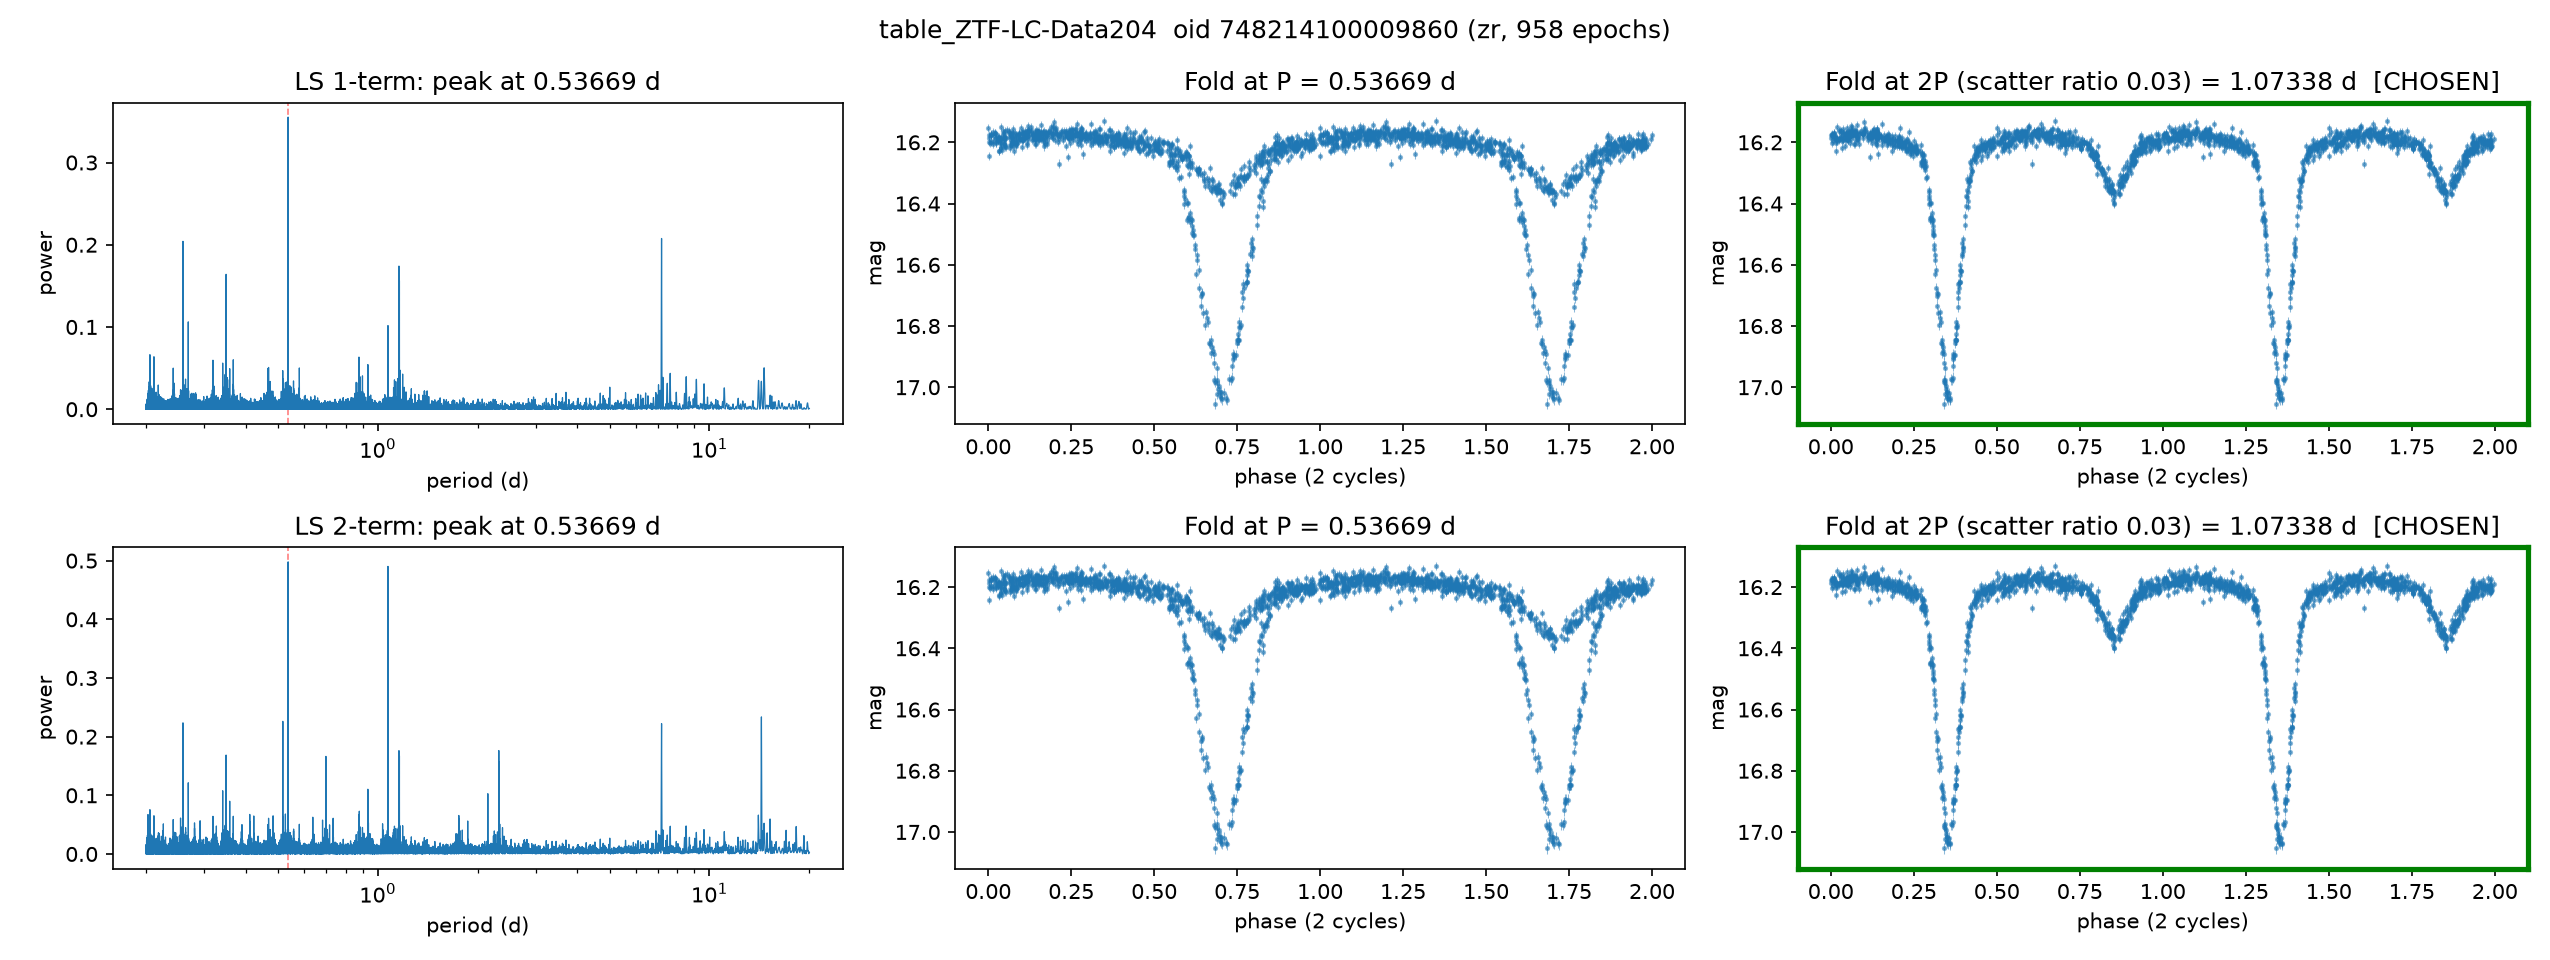 table_ZTF-LC-Data204  oid 748214100009860 (zr, 958 epochs)
LS 1-term: peak at 0.53669 d
Fold at P = 0.53669 d
Fold at 2P (scatter ratio 0.03) = 1.07338 d  [CHOSEN]
power
0.3
0.2
0.1
0.0
10⁰
10¹
period (d)
mag
16.2
16.4
16.6
16.8
17.0
0.00 0.25 0.50 0.75 1.00 1.25 1.50 1.75 2.00
phase (2 cycles)
mag
16.2
16.4
16.6
16.8
17.0
0.00 0.25 0.50 0.75 1.00 1.25 1.50 1.75 2.00
phase (2 cycles)
LS 2-term: peak at 0.53669 d
Fold at P = 0.53669 d
Fold at 2P (scatter ratio 0.03) = 1.07338 d  [CHOSEN]
power
0.5
0.4
0.3
0.2
0.1
0.0
10⁰
10¹
period (d)
mag
16.2
16.4
16.6
16.8
17.0
0.00 0.25 0.50 0.75 1.00 1.25 1.50 1.75 2.00
phase (2 cycles)
mag
16.2
16.4
16.6
16.8
17.0
0.00 0.25 0.50 0.75 1.00 1.25 1.50 1.75 2.00
phase (2 cycles)